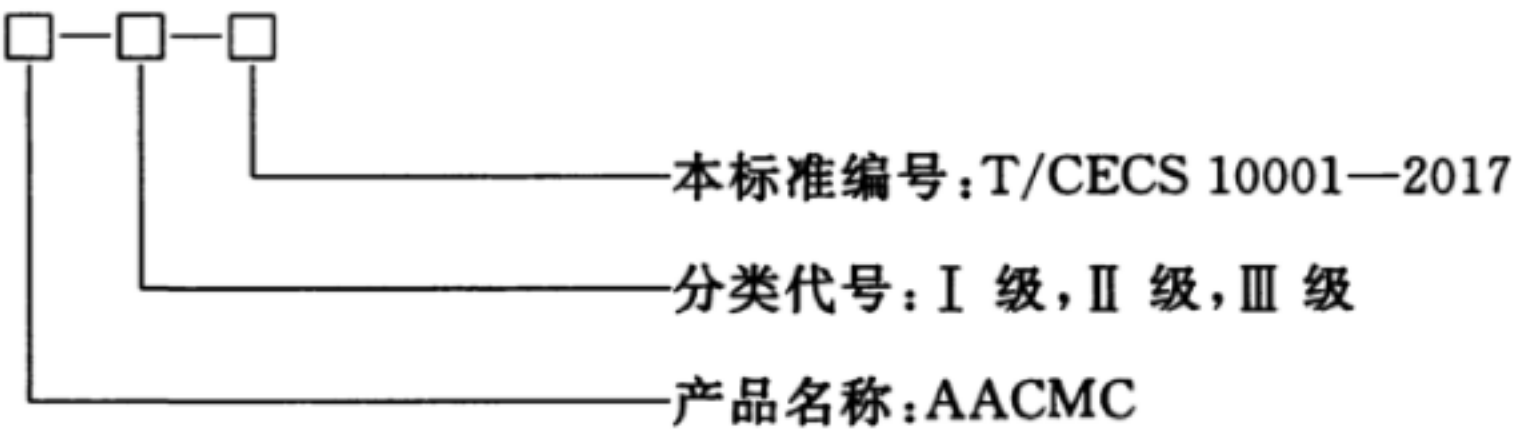 □—□—□
本标准编号:T/CECS 10001—2017
分类代号:Ⅰ 级,Ⅱ 级,Ⅲ 级
产品名称:AACMC